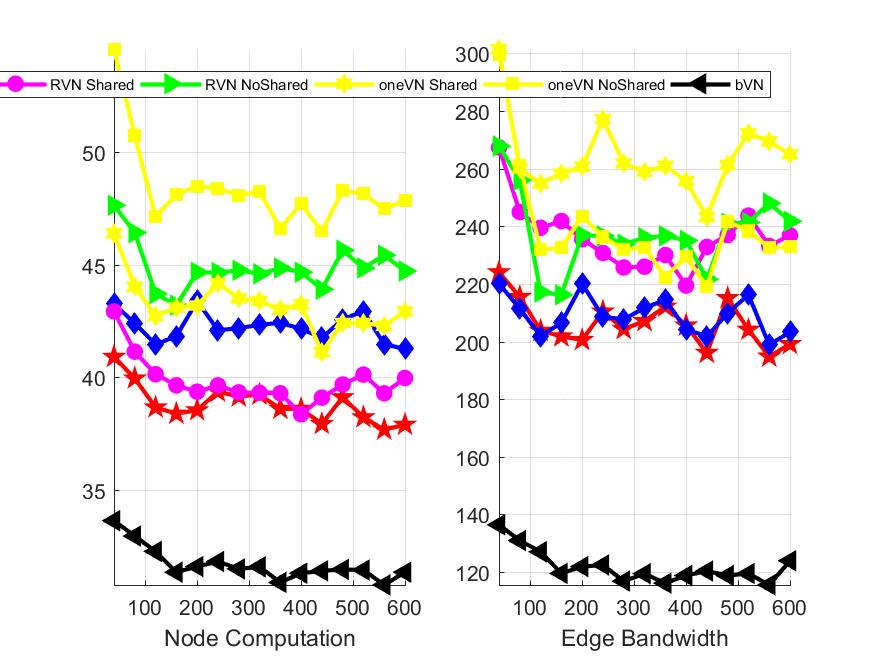 RVN Shared RVN NoShared oneVN Shared oneVN NoShared bVN
50
45
40
35
100 200 300 400 500 600
Node Computation
300
280
260
240
220
200
180
160
140
120
100 200 300 400 500 600
Edge Bandwidth